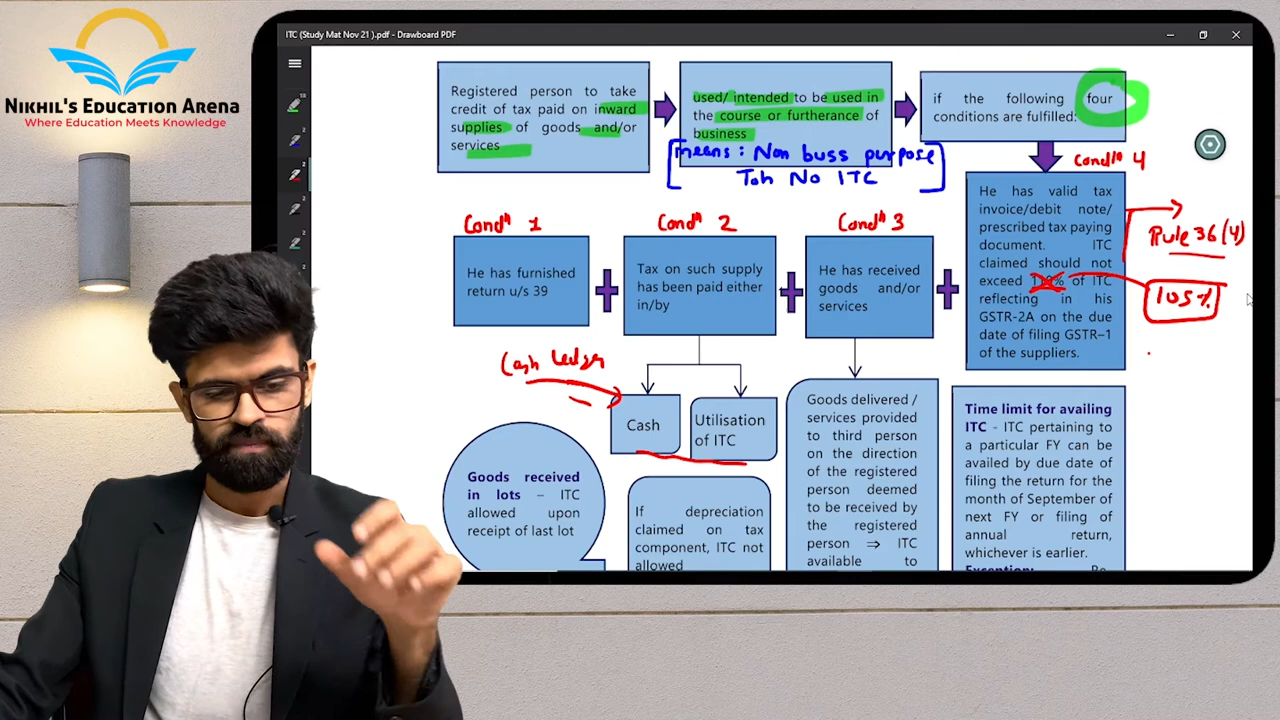 NIKHIL'S EDUCATION ARENA
Where Education Meets Knowledge
ITC (Study Mat Nov 21 ).pdf - Drawboard PDF
Registered person to take
credit of tax paid on inward
supplies of goods and/or
services
used/ intended to be used in
the course or furtherance of
business
means : Non buss purpose
Toh No ITC
if the following four
conditions are fulfilled:
Condn 4
He has valid tax
invoice/debit note/
prescribed tax paying
document. ITC
claimed should not
exceed % of ITC
reflecting in his
GSTR-2A on the due
date of filing GSTR–1
of the suppliers.
Rule 36(4)
105%
Condn 1
He has furnished
return u/s 39
Condn 2
Tax on such supply
has been paid either
in/by
Condn 3
He has received
goods and/or
services
Cash ledger
Cash
Utilisation
of ITC
Goods received
in lots – ITC
allowed upon
receipt of last lot
If depreciation
claimed on tax
component, ITC not
allowed
Goods delivered /
services provided
to third person
on the direction
of the registered
person deemed
to be received by
the registered
person ⇒ ITC
available to
Time limit for availing
ITC - ITC pertaining to
a particular FY can be
availed by due date of
filing the return for the
month of September of
next FY or filing of
annual return,
whichever is earlier.